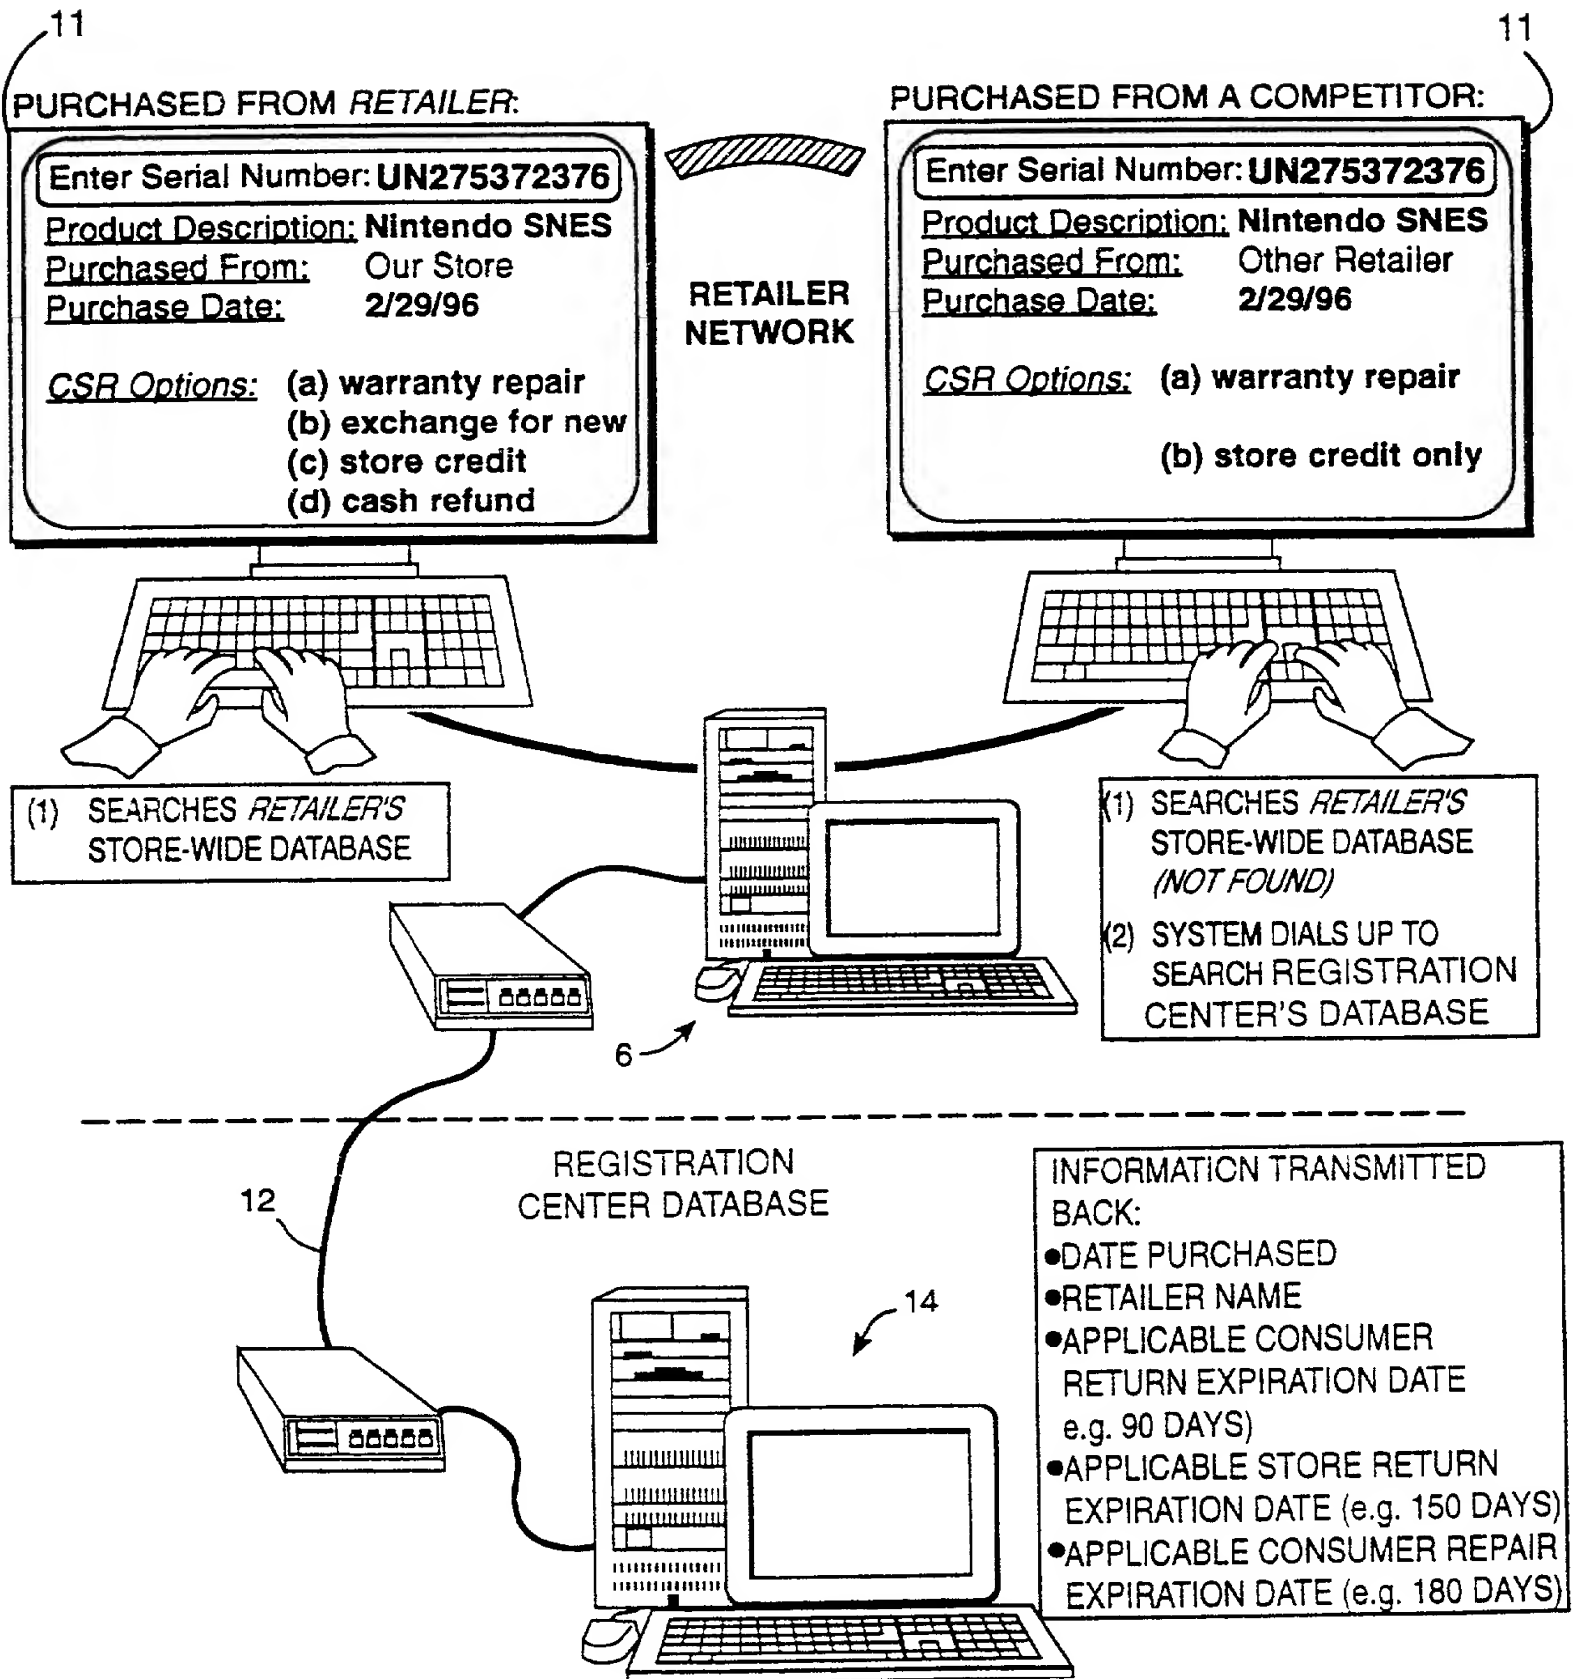 11
11
PURCHASED FROM RETAILER:
Enter Serial Number: UN275372376
Product Description: Nintendo SNES
Purchased From: Our Store
Purchase Date: 2/29/96
CSR Options: (a) warranty repair
(b) exchange for new
(c) store credit
(d) cash refund
RETAILER
NETWORK
PURCHASED FROM A COMPETITOR:
Enter Serial Number: UN275372376
Product Description: Nintendo SNES
Purchased From: Other Retailer
Purchase Date: 2/29/96
CSR Options: (a) warranty repair
(b) store credit only
(1) SEARCHES RETAILER'S
STORE-WIDE DATABASE
(1) SEARCHES RETAILER'S
STORE-WIDE DATABASE
(NOT FOUND)
(2) SYSTEM DIALS UP TO
SEARCH REGISTRATION
CENTER'S DATABASE
6
12
REGISTRATION
CENTER DATABASE
14
INFORMATION TRANSMITTED
BACK:
●DATE PURCHASED
●RETAILER NAME
●APPLICABLE CONSUMER
RETURN EXPIRATION DATE
e.g. 90 DAYS)
●APPLICABLE STORE RETURN
EXPIRATION DATE (e.g. 150 DAYS)
●APPLICABLE CONSUMER REPAIR
EXPIRATION DATE (e.g. 180 DAYS)